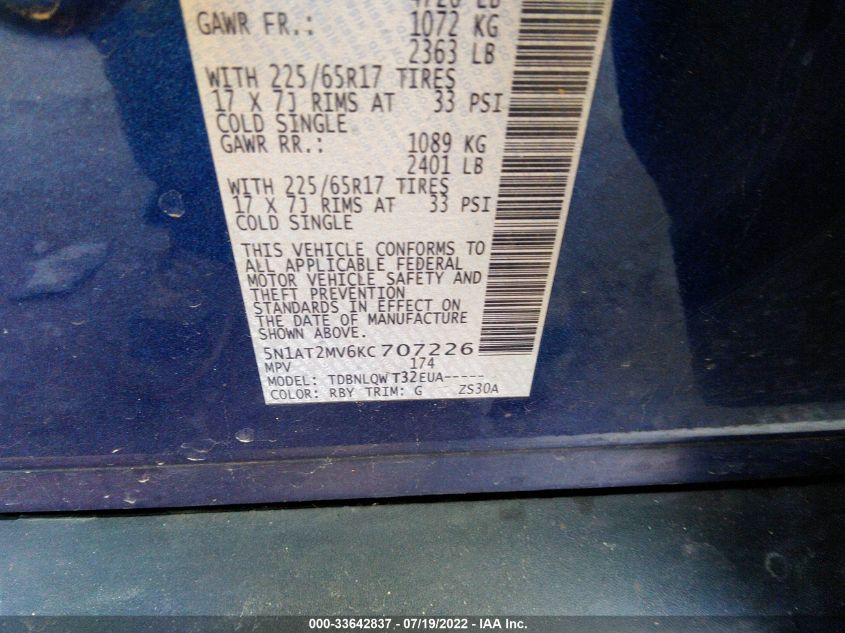 GAWR FR.: 1072 KG
2363 LB
WITH 225/65R17 TIRES
17 X 7J RIMS AT 33 PSI
COLD SINGLE
GAWR RR.: 1089 KG
2401 LB
WITH 225/65R17 TIRES
17 X 7J RIMS AT 33 PSI
COLD SINGLE
THIS VEHICLE CONFORMS TO
ALL APPLICABLE FEDERAL
MOTOR VEHICLE SAFETY AND
THEFT PREVENTION
STANDARDS IN EFFECT ON
THE DATE OF MANUFACTURE
SHOWN ABOVE.
5N1AT2MV6KC707226
MPV 174
MODEL: TDBNLQWT32EUA-----
COLOR: RBY TRIM: G ZS30A
000-33642837 - 07/19/2022 - IAA Inc.